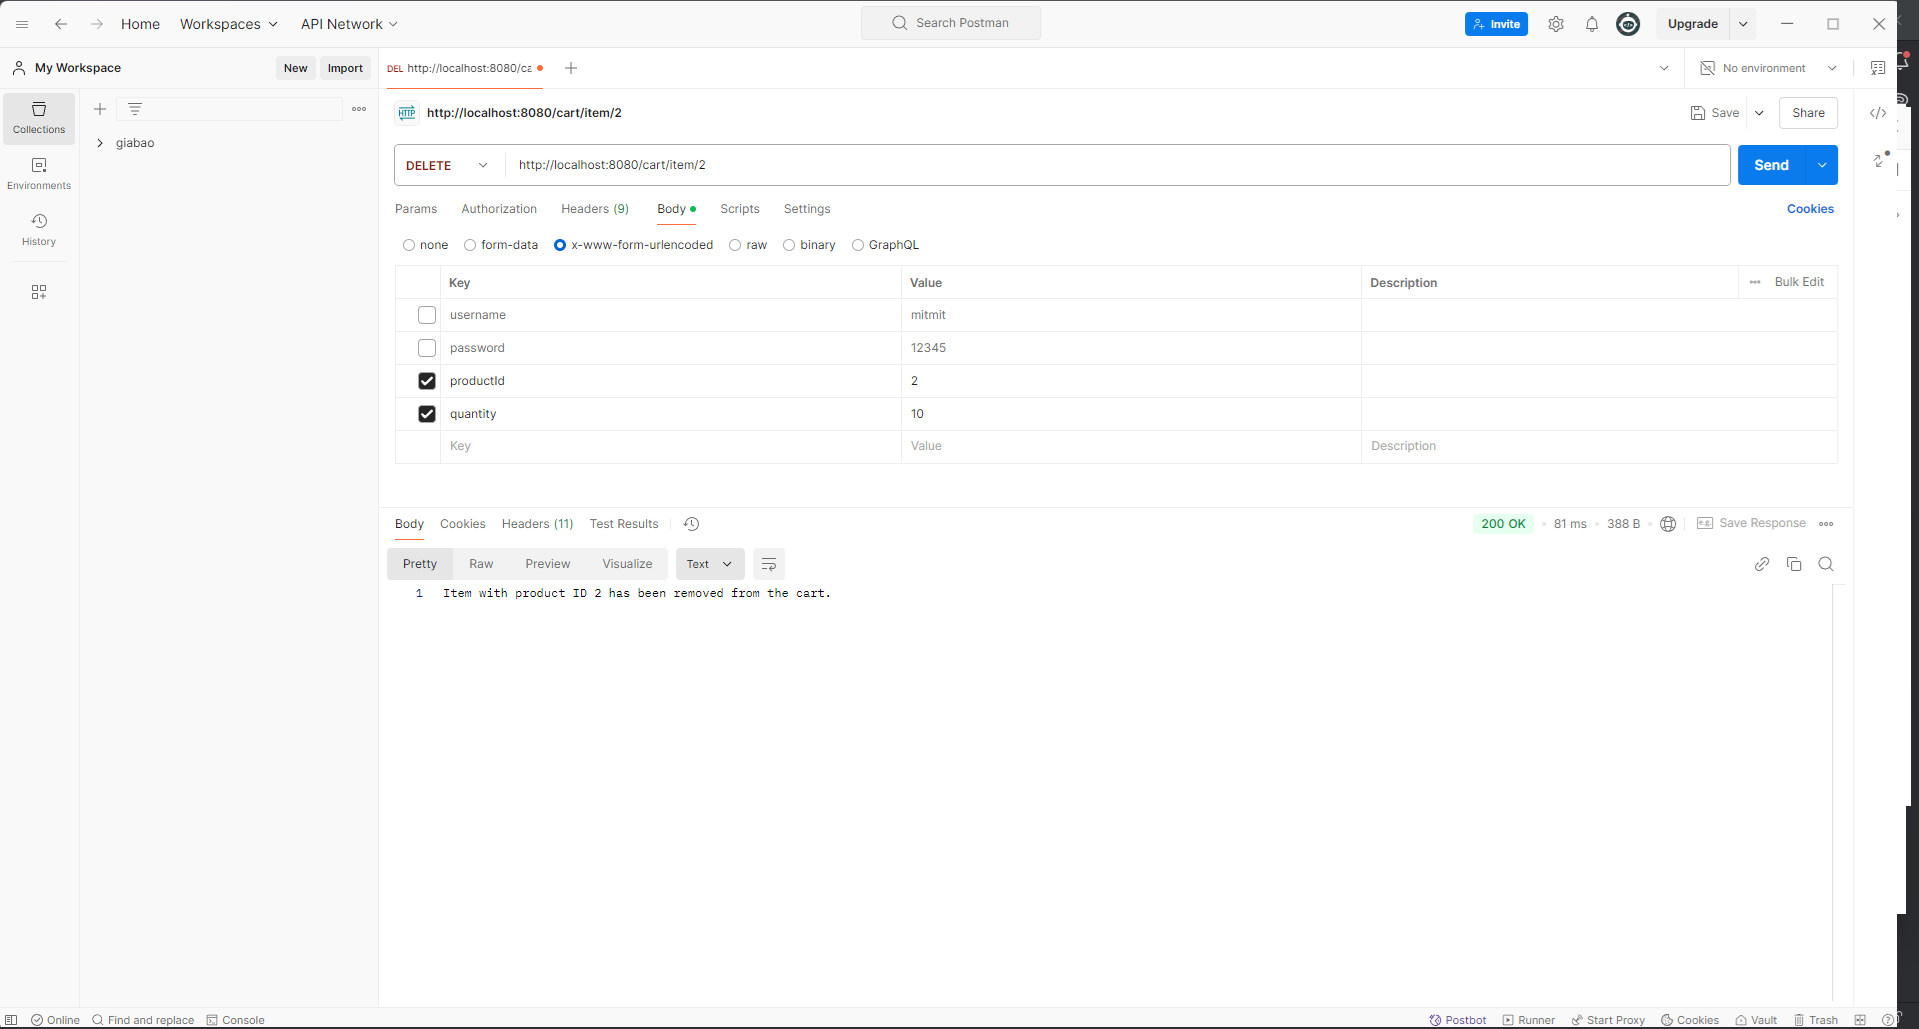 Home Workspaces API Network Search Postman Invite Upgrade
My Workspace New Import DEL http://localhost:8080/ca No environment
HTTP http://localhost:8080/cart/item/2 Save Share
Collections
giabao
DELETE http://localhost:8080/cart/item/2 Send
Environments
Params Authorization Headers (9) Body Scripts Settings Cookies
History
none form-data x-www-form-urlencoded raw binary GraphQL
Key Value Description Bulk Edit
username mitmit
password 12345
productId 2
quantity 10
Key Value Description
Body Cookies Headers (11) Test Results 200 OK 81 ms 388 B Save Response
Pretty Raw Preview Visualize Text
1 Item with product ID 2 has been removed from the cart.
Online Find and replace Console Postbot Runner Start Proxy Cookies Vault Trash